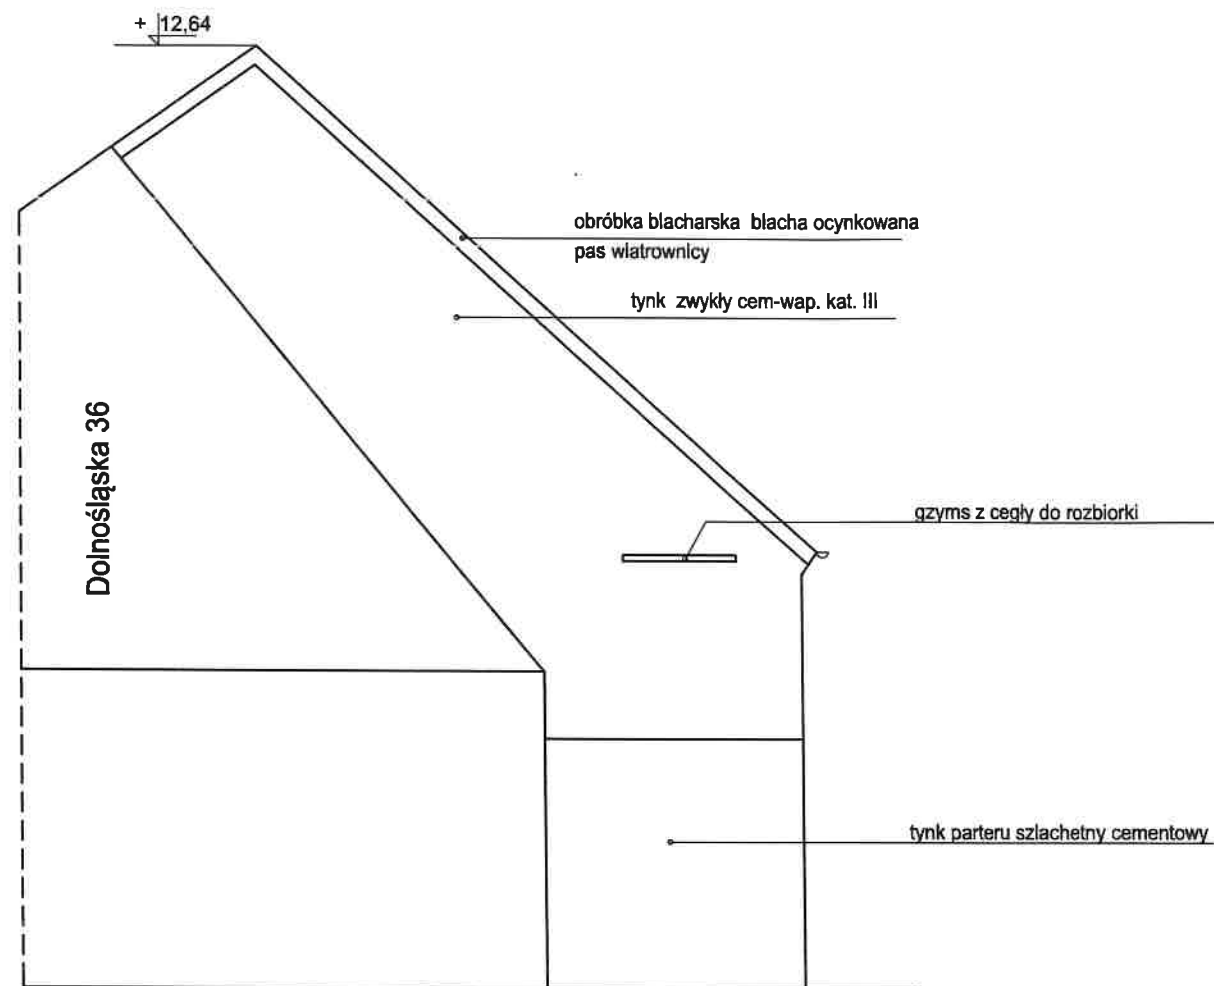 + 12,64
obróbka blacharska blacha ocynkowana
pas wiatrownicy
tynk zwykły cem-wap. kat. III
Dolnośląska 36
gzyms z cegły do rozbiorki
tynk parteru szlachetny cementowy